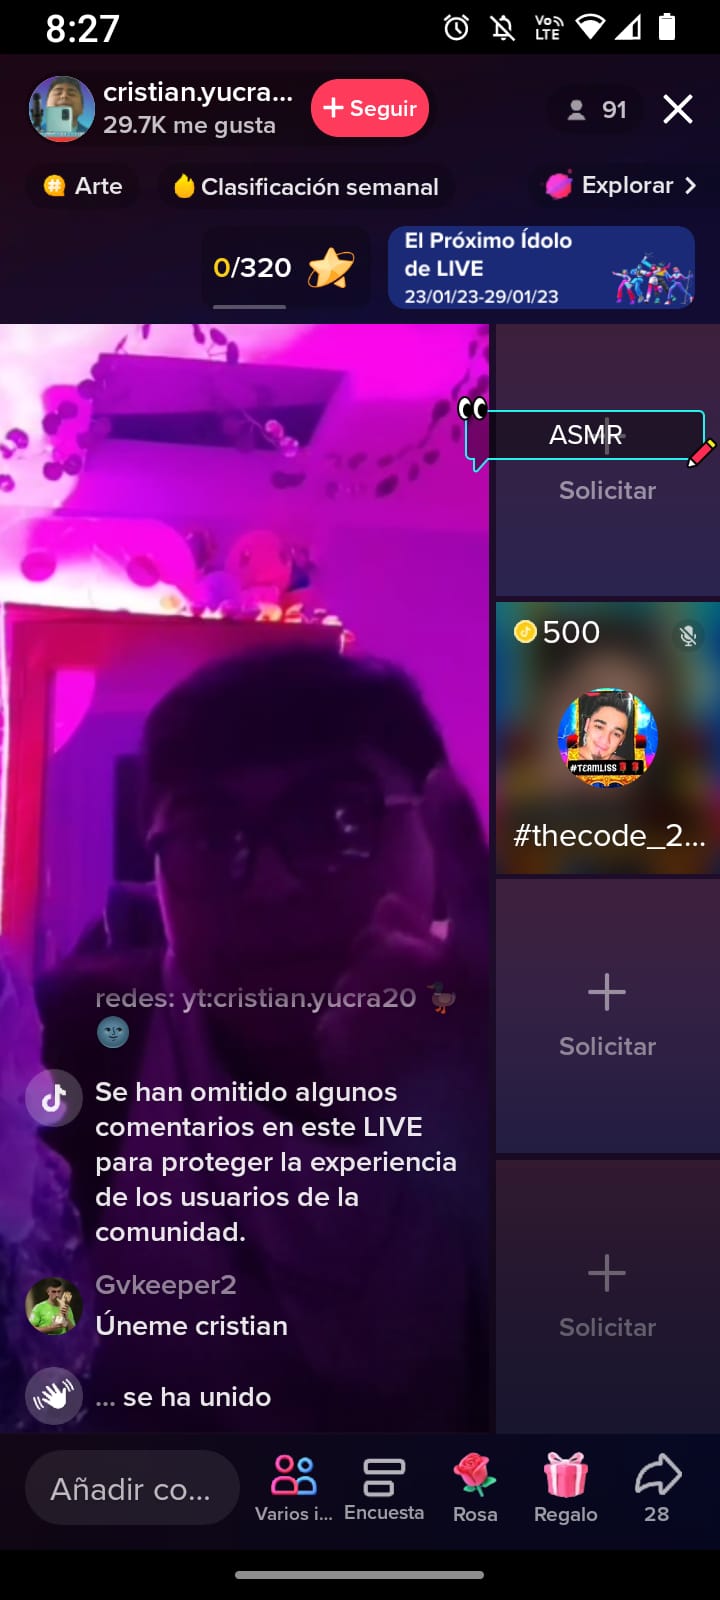 8:27
Vo LTE
cristian.yucra...
29.7K me gusta
+ Seguir
91
Arte
Clasificación semanal
Explorar >
0/320
El Próximo Ídolo
de LIVE
23/01/23-29/01/23
ASMR
Solicitar
500
#TEAMLISS
#thecode_2...
Solicitar
Solicitar
redes: yt:cristian.yucra20 🦆
🌚
Se han omitido algunos
comentarios en este LIVE
para proteger la experiencia
de los usuarios de la
comunidad.
Gvkeeper2
Úneme cristian
... se ha unido
Añadir co...
Varios i...
Encuesta
Rosa
Regalo
28